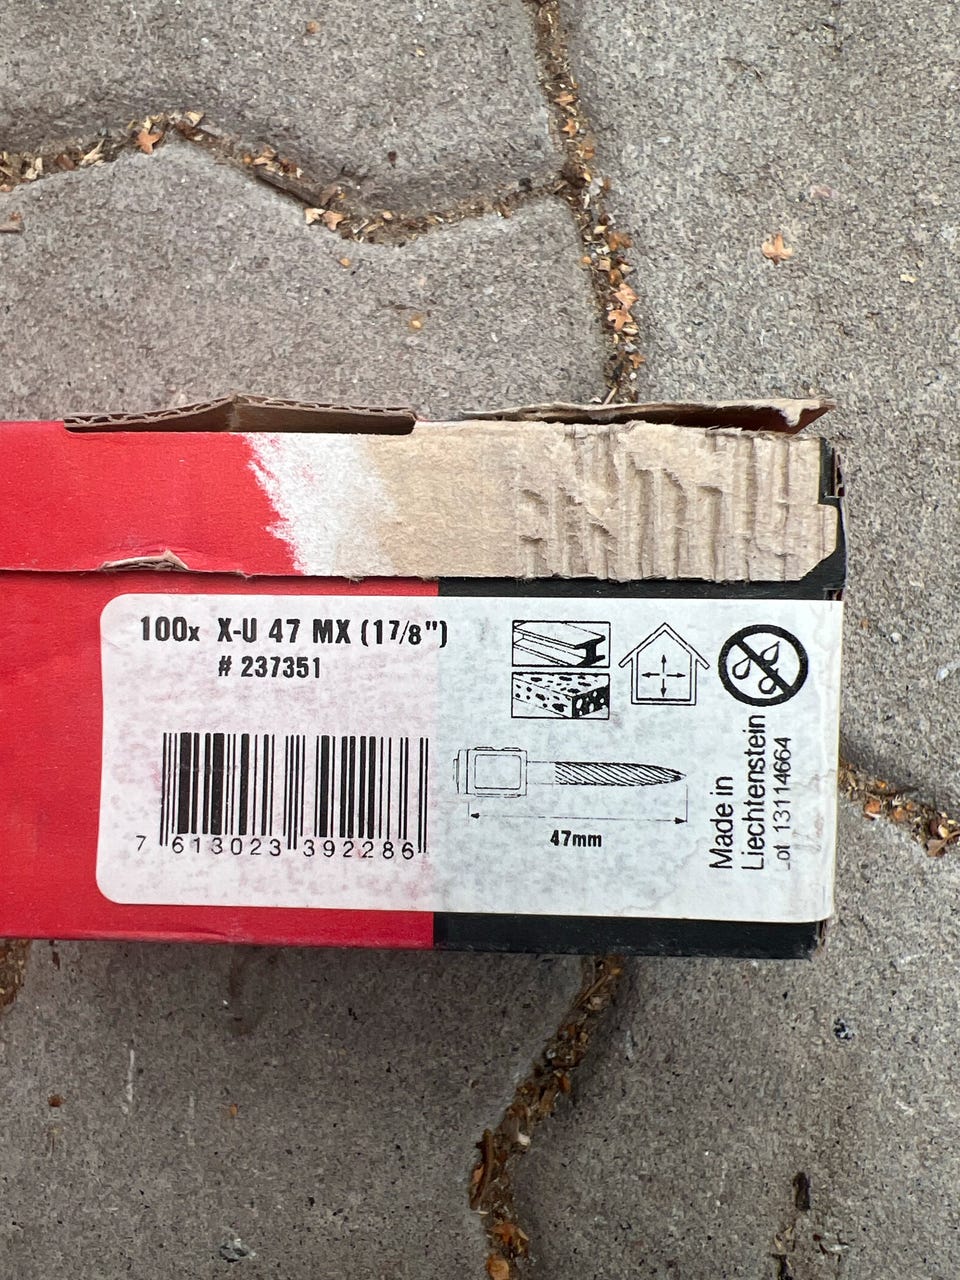 100x X-U 47 MX (17/8")
# 237351
7 613023 392286
47mm
Made in
Liechtenstein
Lot 13114664